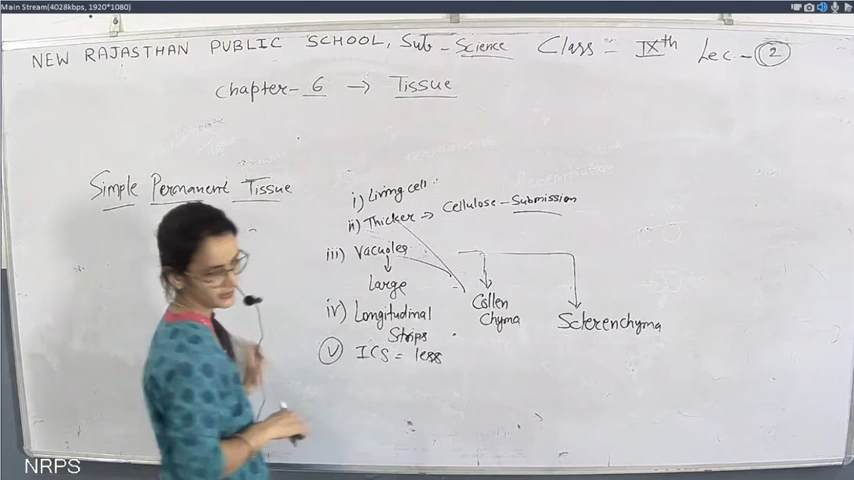 Main Stream(4028kbps, 1920*1080)
NEW RAJASTHAN PUBLIC SCHOOL, Sub - Science Class = IXth Lec - 2
Chapter - 6 → Tissue
Simple Permanent Tissue
i) Living cell
ii) Thicker → Cellulose - Submission
iii) Vacuoles
Large
iv) Longitudinal
Strips
v) ICS = less
Collen
Chyma
Sclerenchyma
NRPS